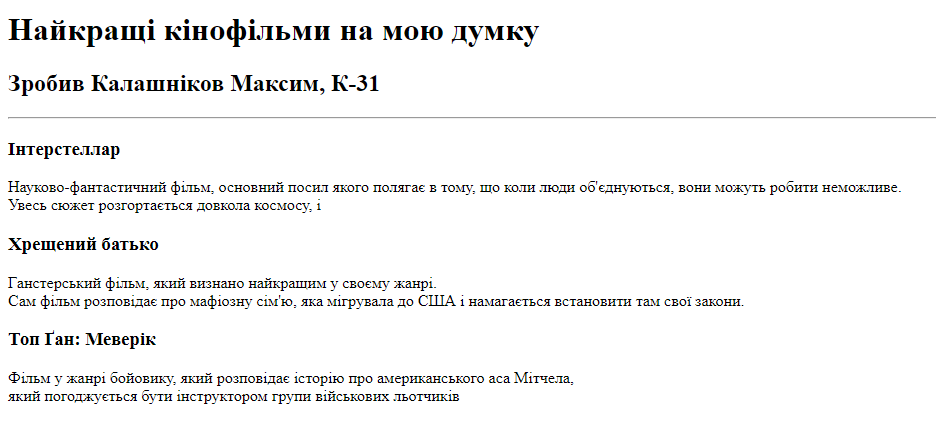 Найкращі кінофільми на мою думку
Зробив Калашніков Максим, К-31
Інтерстеллар
Науково-фантастичний фільм, основний посил якого полягає в тому, що коли люди об'єднуються, вони можуть робити неможливе.
Увесь сюжет розгортається довкола космосу, і
Хрещений батько
Ганстерський фільм, який визнано найкращим у своєму жанрі.
Сам фільм розповідає про мафіозну сім'ю, яка мігрувала до США і намагається встановити там свої закони.
Топ Ґан: Меверік
Фільм у жанрі бойовику, який розповідає історію про американського аса Мітчела,
який погоджується бути інструктором групи військових льотчиків